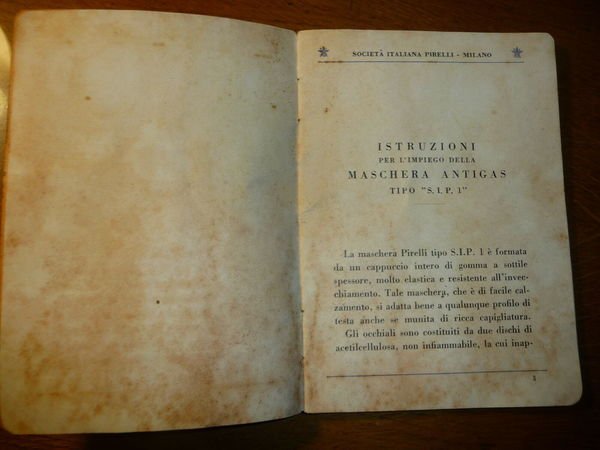 SOCIETÀ ITALIANA PIRELLI - MILANO
ISTRUZIONI
PER L'IMPIEGO DELLA
MASCHERA ANTIGAS
TIPO "S.I.P. 1"
La maschera Pirelli tipo S.I.P. 1 è formata
da un cappuccio intero di gomma a sottile
spessore, molto elastica e resistente all'invec-
chiamento. Tale maschera, che è di facile cal-
zamento, si adatta bene a qualunque profilo di
testa anche se munita di ricca capigliatura.
Gli occhiali sono costituiti da due dischi di
acetilcellulosa, non infiammabile, la cui inap-
1